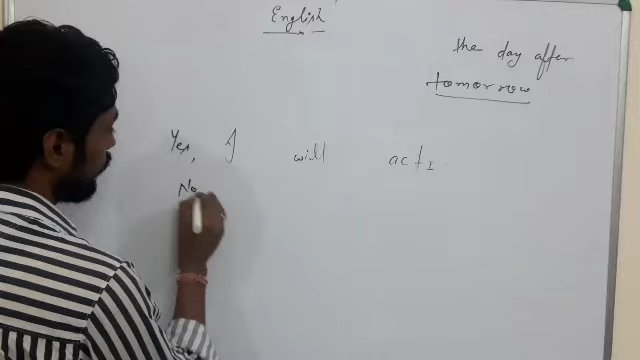 English
the day after
tomorrow
Yes, I will act I.
No